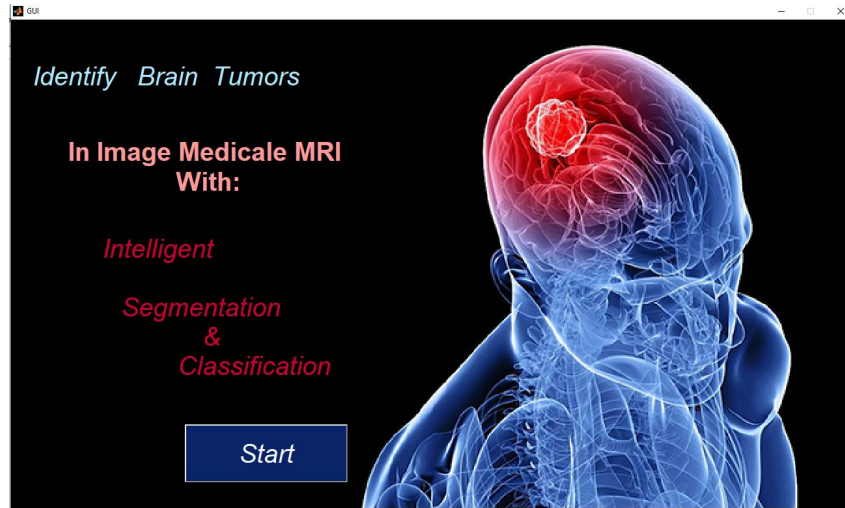 GUI
Identify Brain Tumors
In Image Medicale MRI
With:
Intelligent
Segmentation
&
Classification
Start